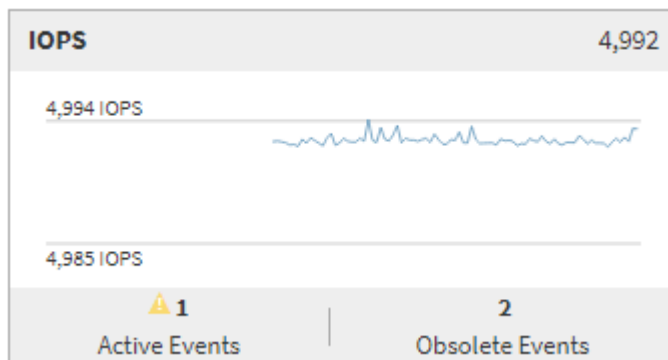 IOPS 4,992
4,994 IOPS
4,985 IOPS
1 2
Active Events Obsolete Events